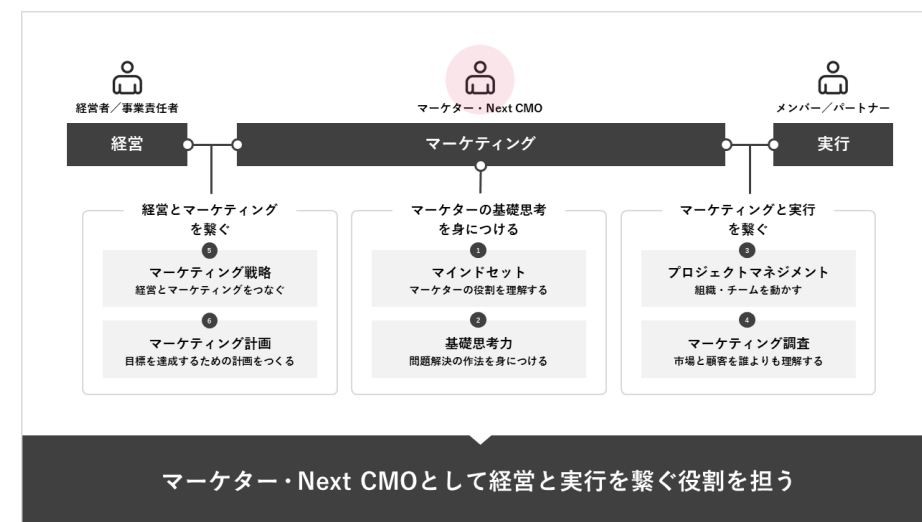 経営者／事業責任者
マーケター・Next CMO
メンバー／パートナー
経営
マーケティング
実行
経営とマーケティング
を繋ぐ
5
マーケティング戦略
経営とマーケティングをつなぐ
6
マーケティング計画
目標を達成するための計画をつくる
マーケターの基礎思考
を身につける
1
マインドセット
マーケターの役割を理解する
2
基礎思考力
問題解決の作法を身につける
マーケティングと実行
を繋ぐ
3
プロジェクトマネジメント
組織・チームを動かす
4
マーケティング調査
市場と顧客を誰よりも理解する
マーケター・Next CMOとして経営と実行を繋ぐ役割を担う